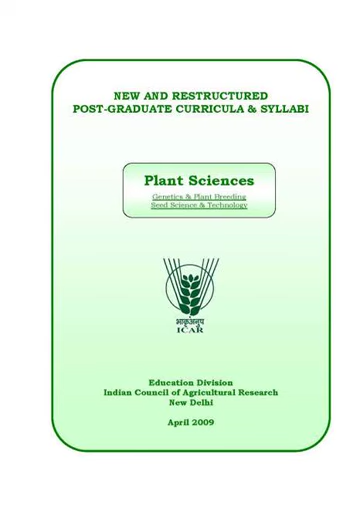 NEW AND RESTRUCTURED
POST-GRADUATE CURRICULA & SYLLABI
Plant Sciences
Genetics & Plant Breeding
Seed Science & Technology
भाकृअनुप
ICAR
Education Division
Indian Council of Agricultural Research
New Delhi
April 2009